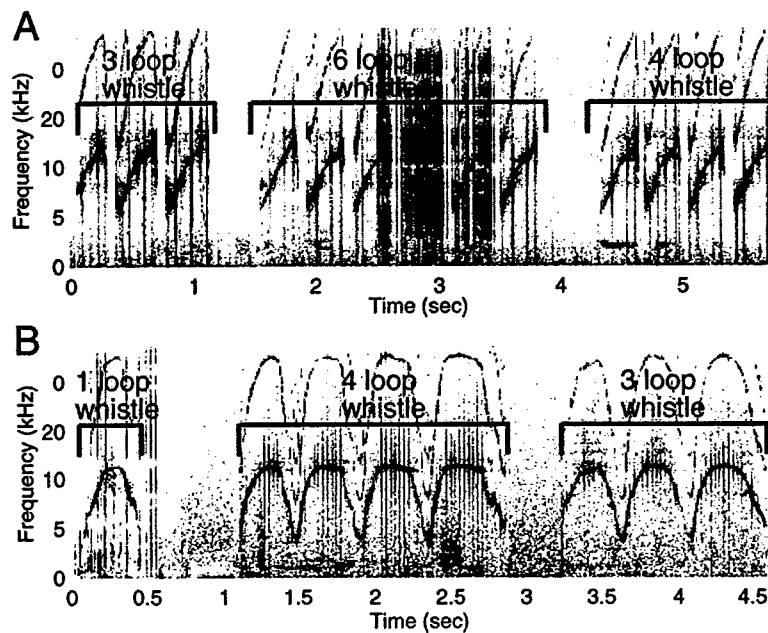 A
Frequency (kHz)
0
20
10
5
0
3 loop
whistle
6 loop
whistle
4 loop
whistle
0 1 2 3 4 5
Time (sec)
B
Frequency (kHz)
0
20
10
5
0
1 loop
whistle
4 loop
whistle
3 loop
whistle
0 0.5 1 1.5 2 2.5 3 3.5 4 4.5
Time (sec)